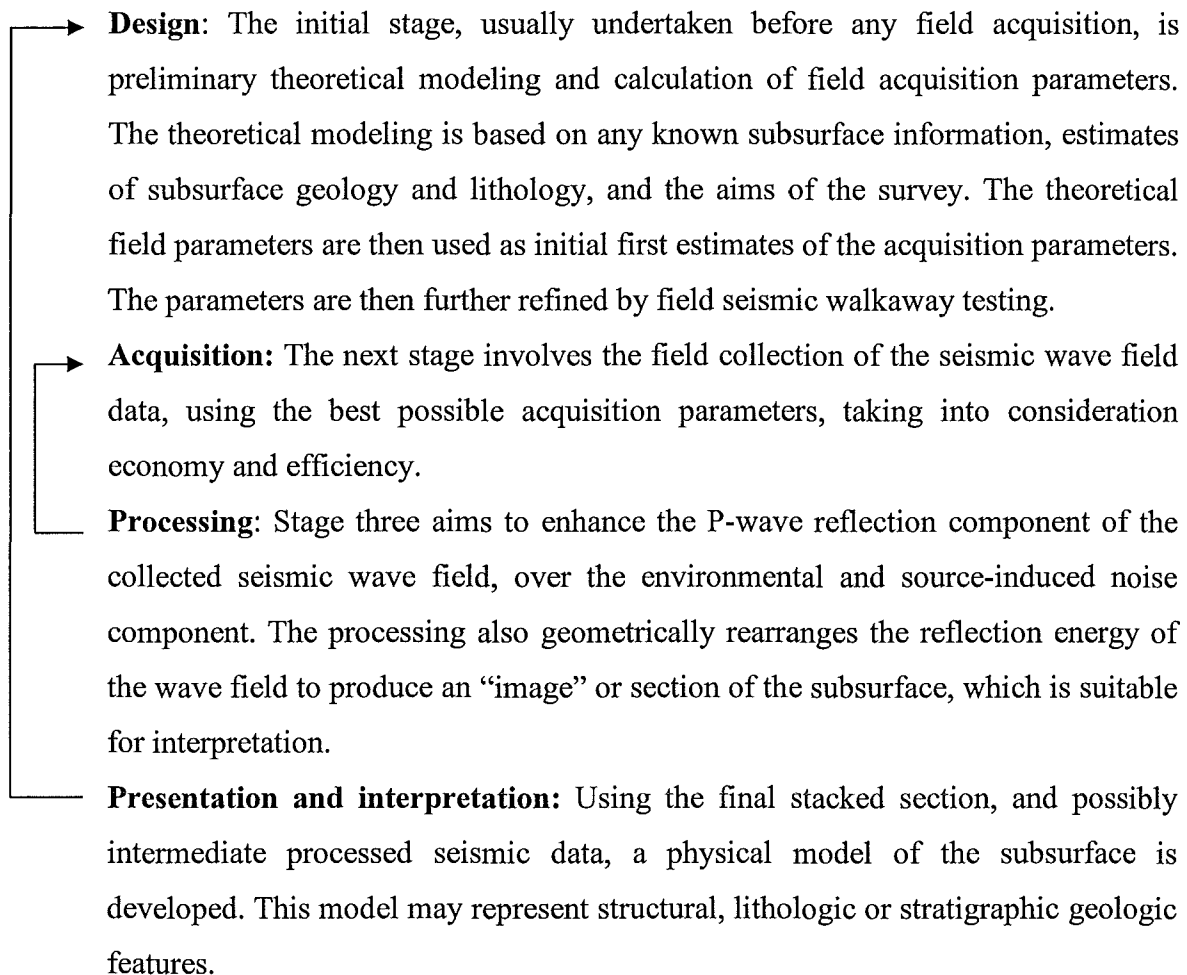 Design: The initial stage, usually undertaken before any field acquisition, is
preliminary theoretical modeling and calculation of field acquisition parameters.
The theoretical modeling is based on any known subsurface information, estimates
of subsurface geology and lithology, and the aims of the survey. The theoretical
field parameters are then used as initial first estimates of the acquisition parameters.
The parameters are then further refined by field seismic walkaway testing.
Acquisition: The next stage involves the field collection of the seismic wave field
data, using the best possible acquisition parameters, taking into consideration
economy and efficiency.
Processing: Stage three aims to enhance the P-wave reflection component of the
collected seismic wave field, over the environmental and source-induced noise
component. The processing also geometrically rearranges the reflection energy of
the wave field to produce an “image” or section of the subsurface, which is suitable
for interpretation.
Presentation and interpretation: Using the final stacked section, and possibly
intermediate processed seismic data, a physical model of the subsurface is
developed. This model may represent structural, lithologic or stratigraphic geologic
features.